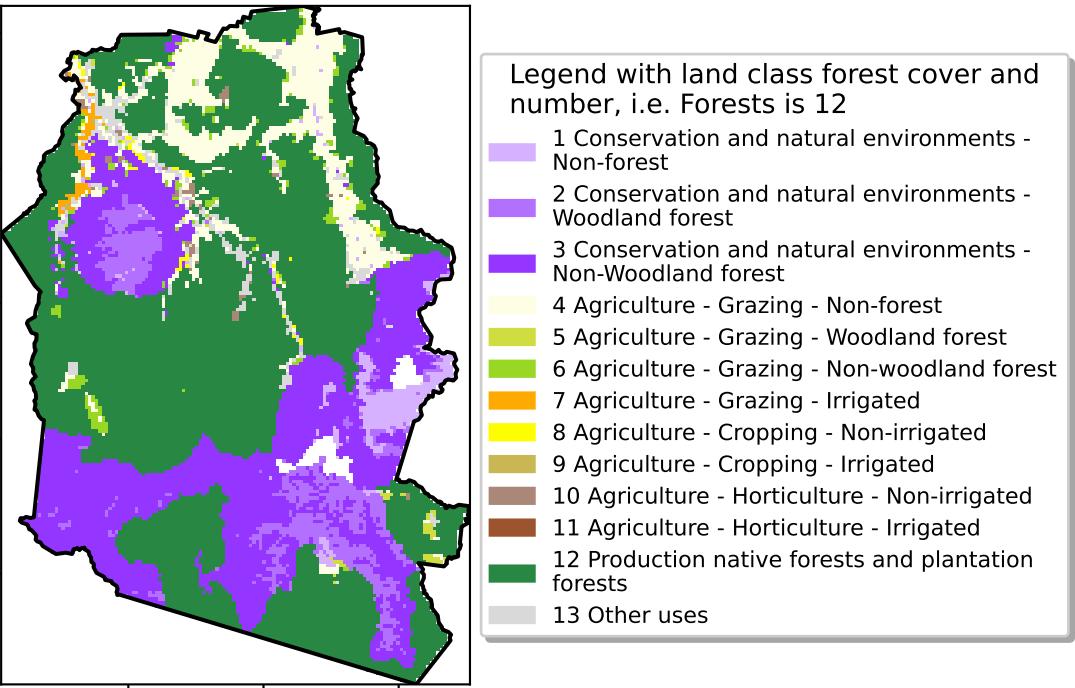 Legend with land class forest cover and
number, i.e. Forests is 12
1 Conservation and natural environments -
Non-forest
2 Conservation and natural environments -
Woodland forest
3 Conservation and natural environments -
Non-Woodland forest
4 Agriculture - Grazing - Non-forest
5 Agriculture - Grazing - Woodland forest
6 Agriculture - Grazing - Non-woodland forest
7 Agriculture - Grazing - Irrigated
8 Agriculture - Cropping - Non-irrigated
9 Agriculture - Cropping - Irrigated
10 Agriculture - Horticulture - Non-irrigated
11 Agriculture - Horticulture - Irrigated
12 Production native forests and plantation
forests
13 Other uses